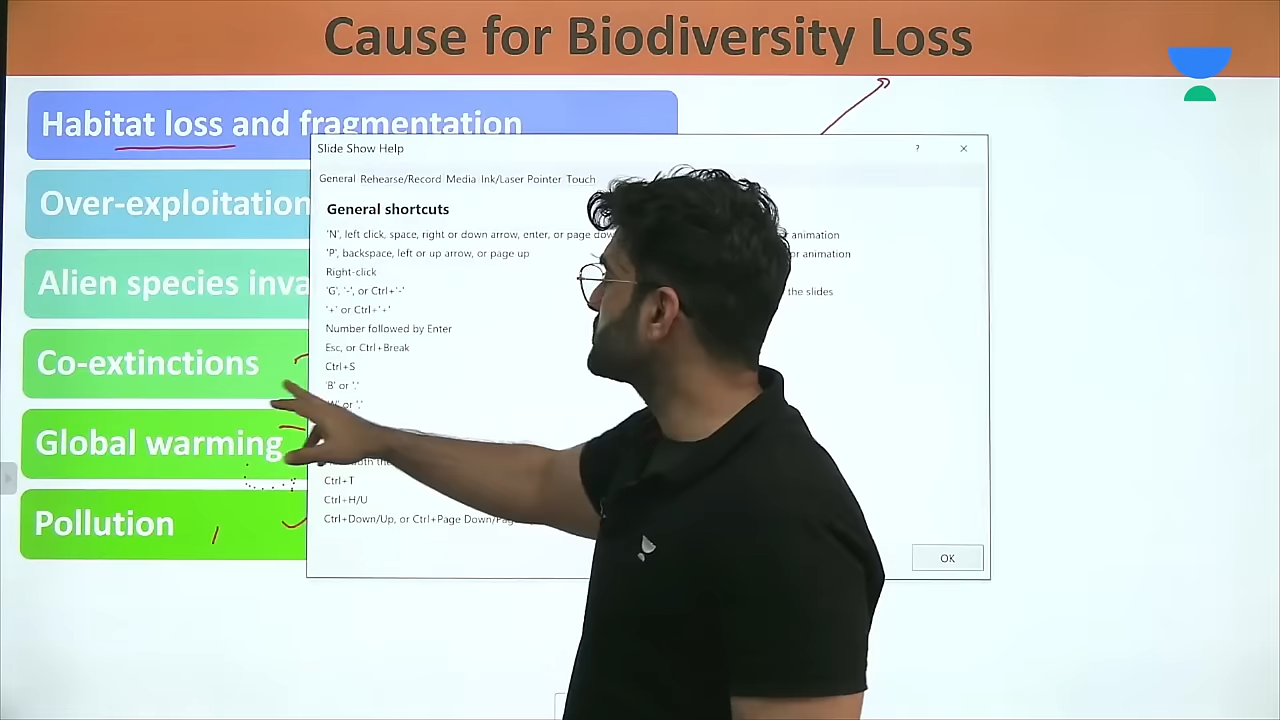 Cause for Biodiversity Loss
Habitat loss and fragmentation
Over-exploitation
Alien species inva
Co-extinctions
Global warming
Pollution
Slide Show Help
? ×
General Rehearse/Record Media Ink/Laser Pointer Touch
General shortcuts
'N', left click, space, right or down arrow, enter, or page dow animation
'P', backspace, left or up arrow, or page up or animation
Right-click
'G', '-', or Ctrl+'-' the slides
'+' or Ctrl+'+'
Number followed by Enter
Esc, or Ctrl+Break
Ctrl+S
'B' or '.'
or ','
Ctrl+T
Ctrl+H/U
Ctrl+Down/Up, or Ctrl+Page Down/Pag
OK